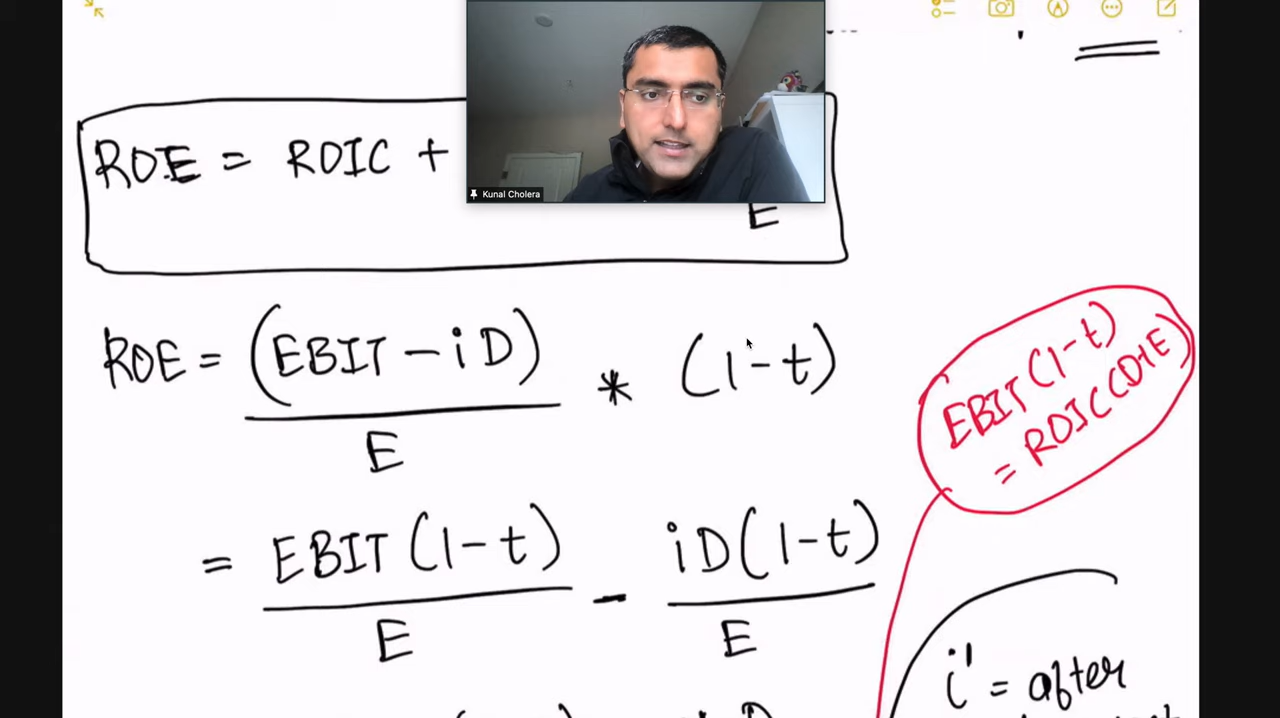 ROE = ROIC +
E
Kunal Cholera
ROE = (EBIT - iD) * (1-t)
E
EBIT (1-t)
= ROIC (D+E)
= EBIT (1-t) - iD(1-t)
E E
i' = after
D